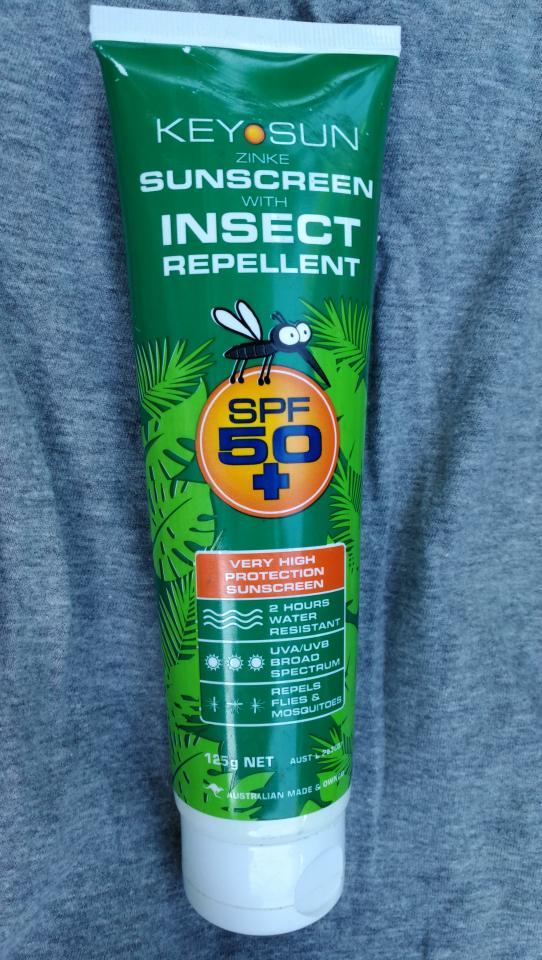 KEY SUN
ZINKE
SUNSCREEN
WITH
INSECT
REPELLENT
SPF
50
+
VERY HIGH
PROTECTION
SUNSCREEN
2 HOURS
WATER
RESISTANT
UVA/UVB
BROAD
SPECTRUM
REPELS
FLIES &
MOSQUITOES
125g NET AUST L
AUSTRALIAN MADE &